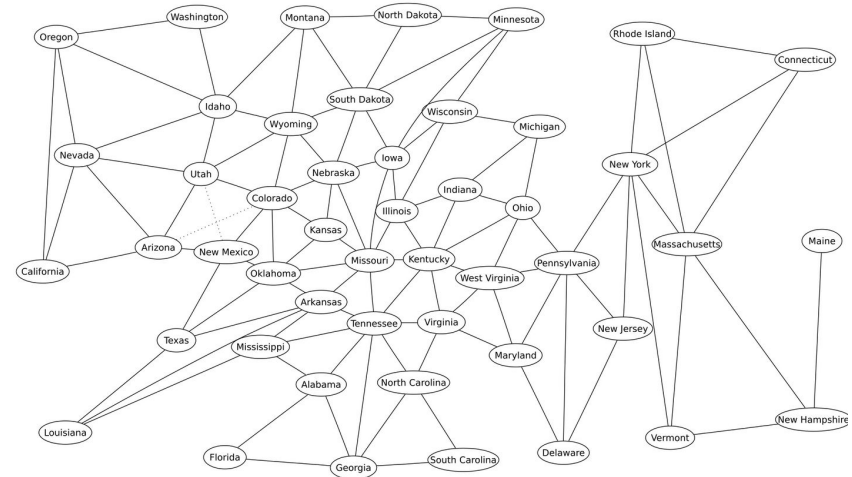 Washington
Montana
North Dakota
Minnesota
Oregon
Rhode Island
Connecticut
South Dakota
Idaho
Wisconsin
Wyoming
Michigan
Nevada
Iowa
New York
Utah
Nebraska
Indiana
Colorado
Illinois
Ohio
Kansas
Arizona
New Mexico
Massachusetts
Maine
California
Oklahoma
Missouri
Kentucky
Pennsylvania
West Virginia
Arkansas
Texas
Mississippi
Tennessee
Virginia
New Jersey
Maryland
Alabama
North Carolina
Louisiana
New Hampshire
Vermont
Florida
Georgia
South Carolina
Delaware